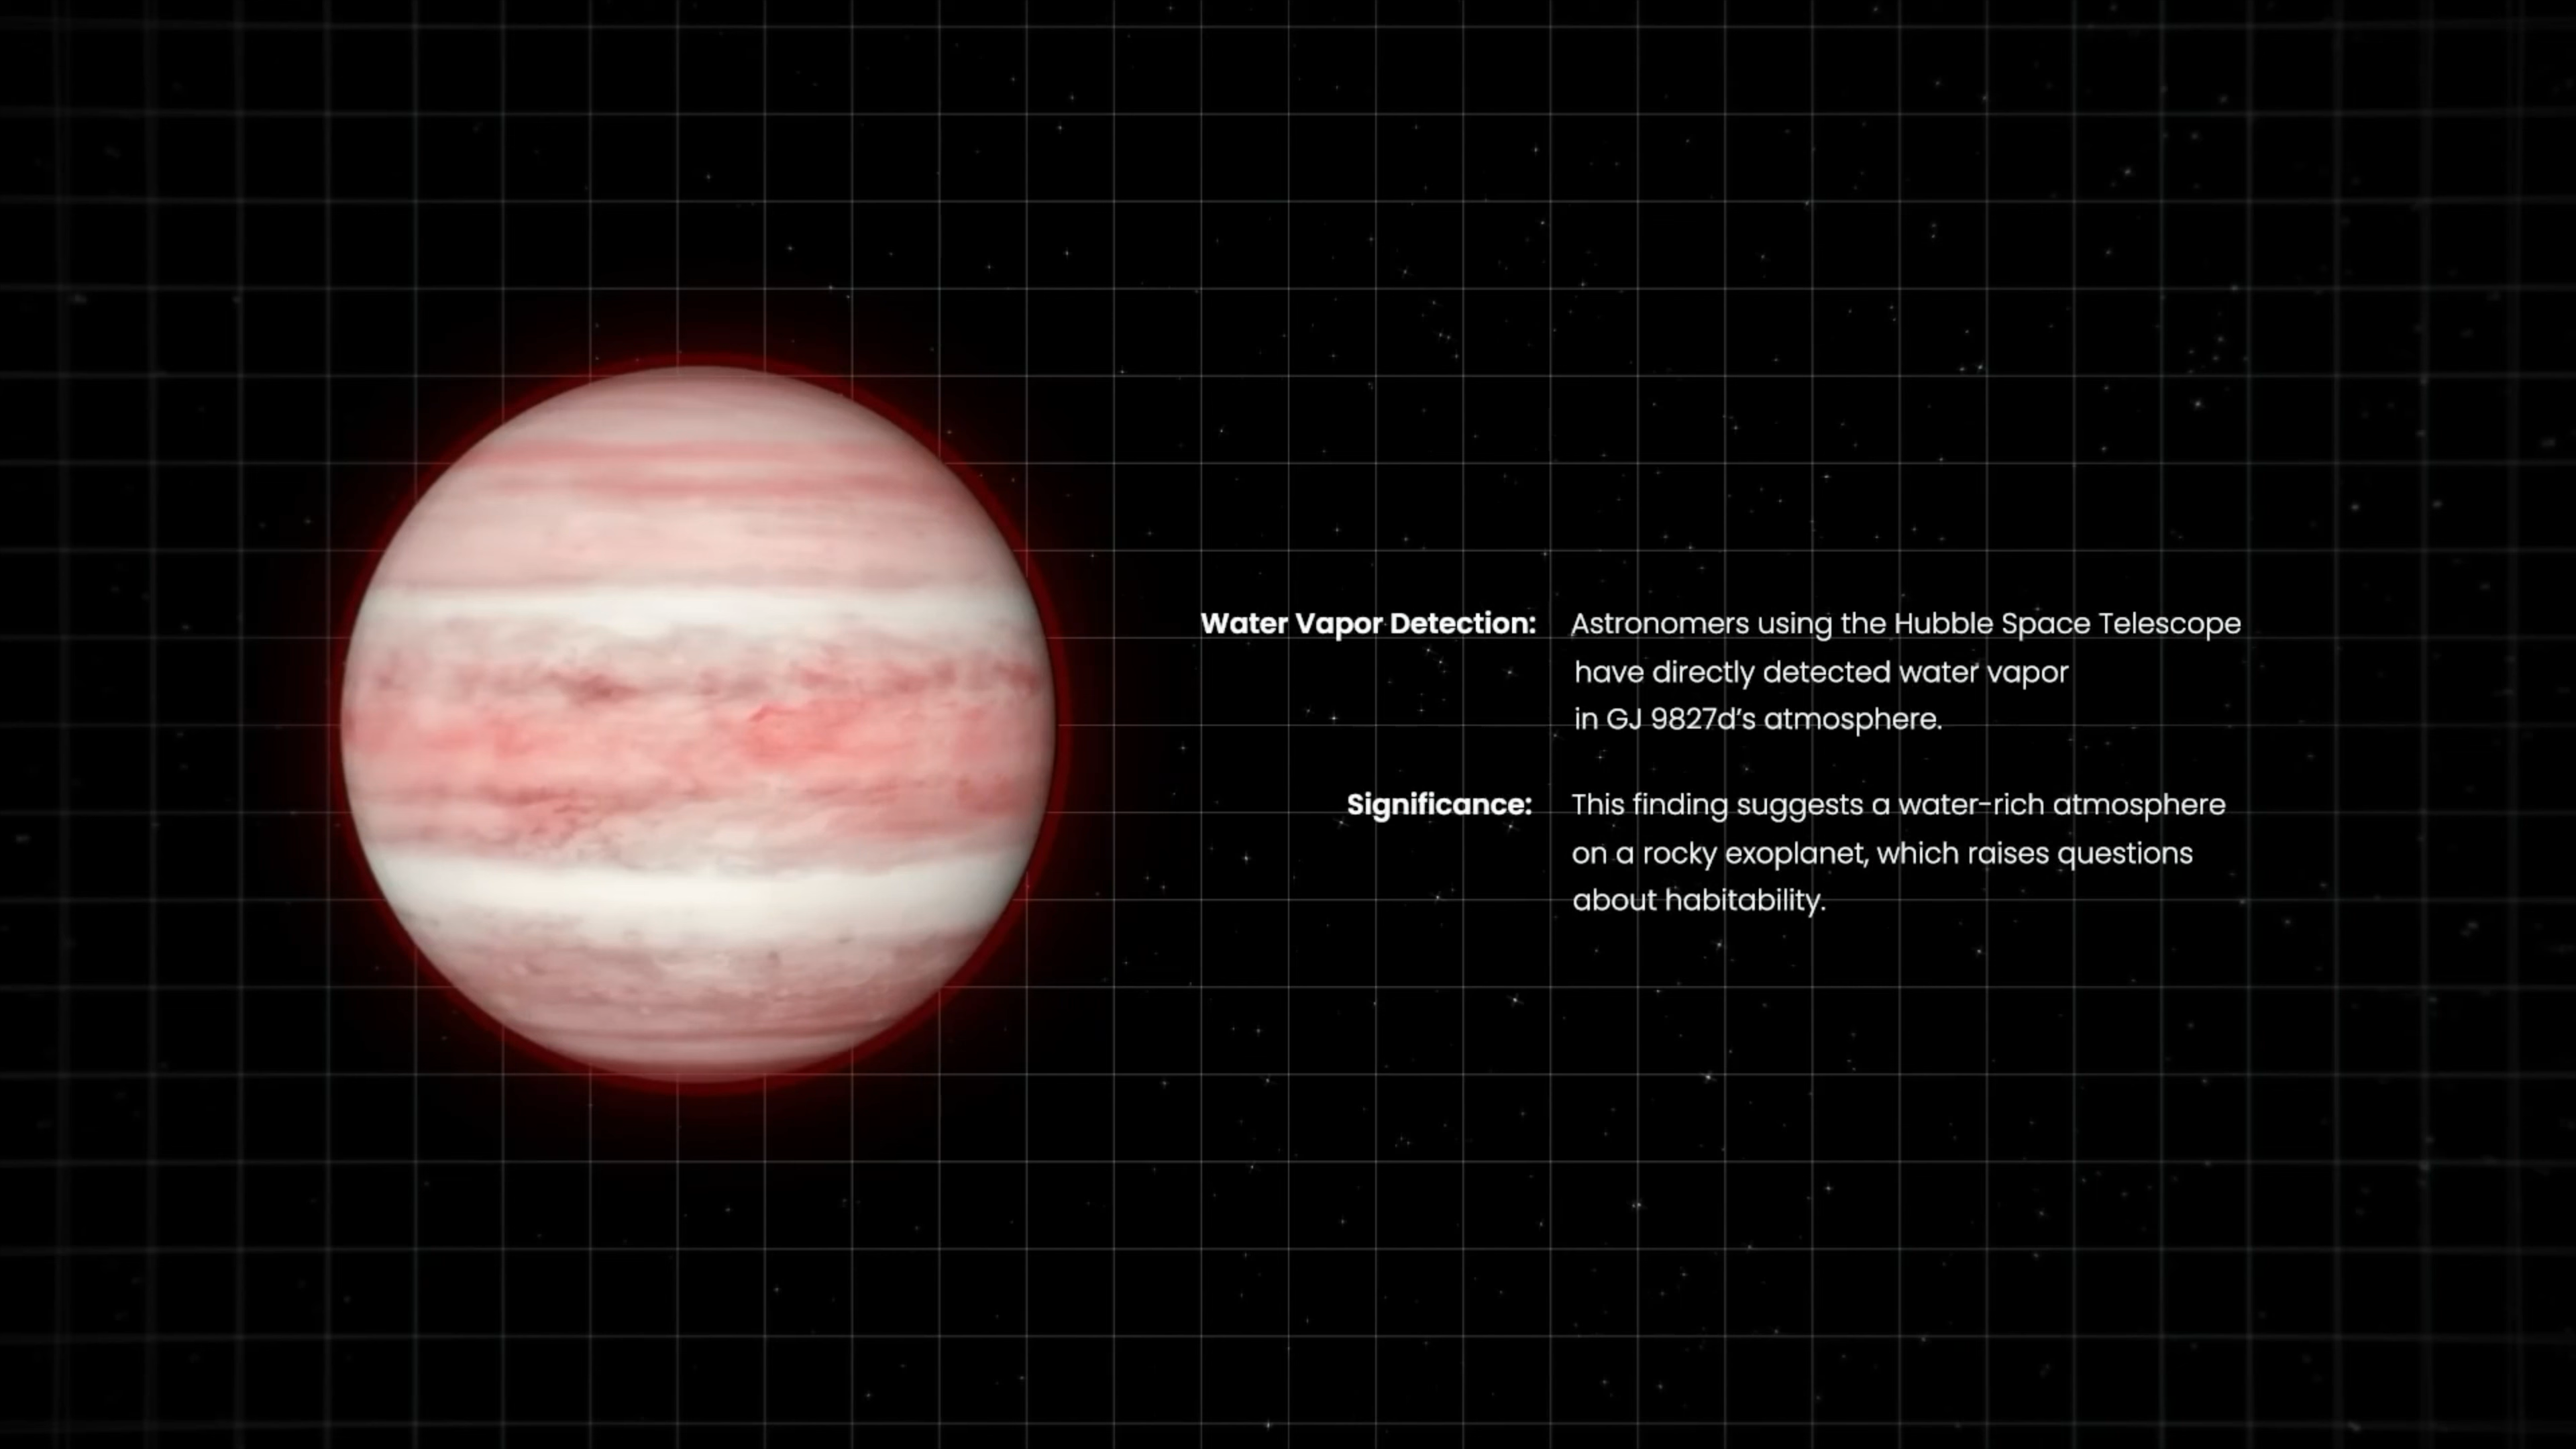 Water Vapor Detection: Astronomers using the Hubble Space Telescope
have directly detected water vapor
in GJ 9827d's atmosphere.
Significance: This finding suggests a water-rich atmosphere
on a rocky exoplanet, which raises questions
about habitability.